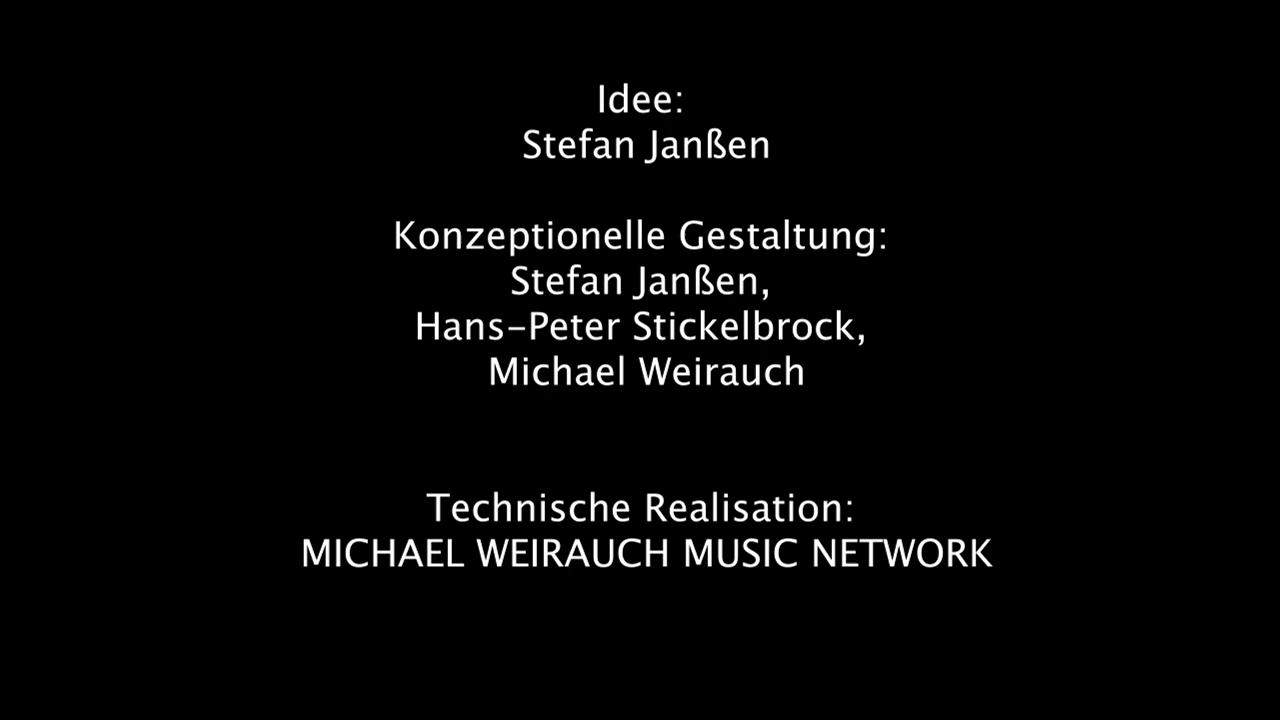 Idee:
Stefan Janßen
Konzeptionelle Gestaltung:
Stefan Janßen,
Hans-Peter Stickelbrock,
Michael Weirauch
Technische Realisation:
MICHAEL WEIRAUCH MUSIC NETWORK